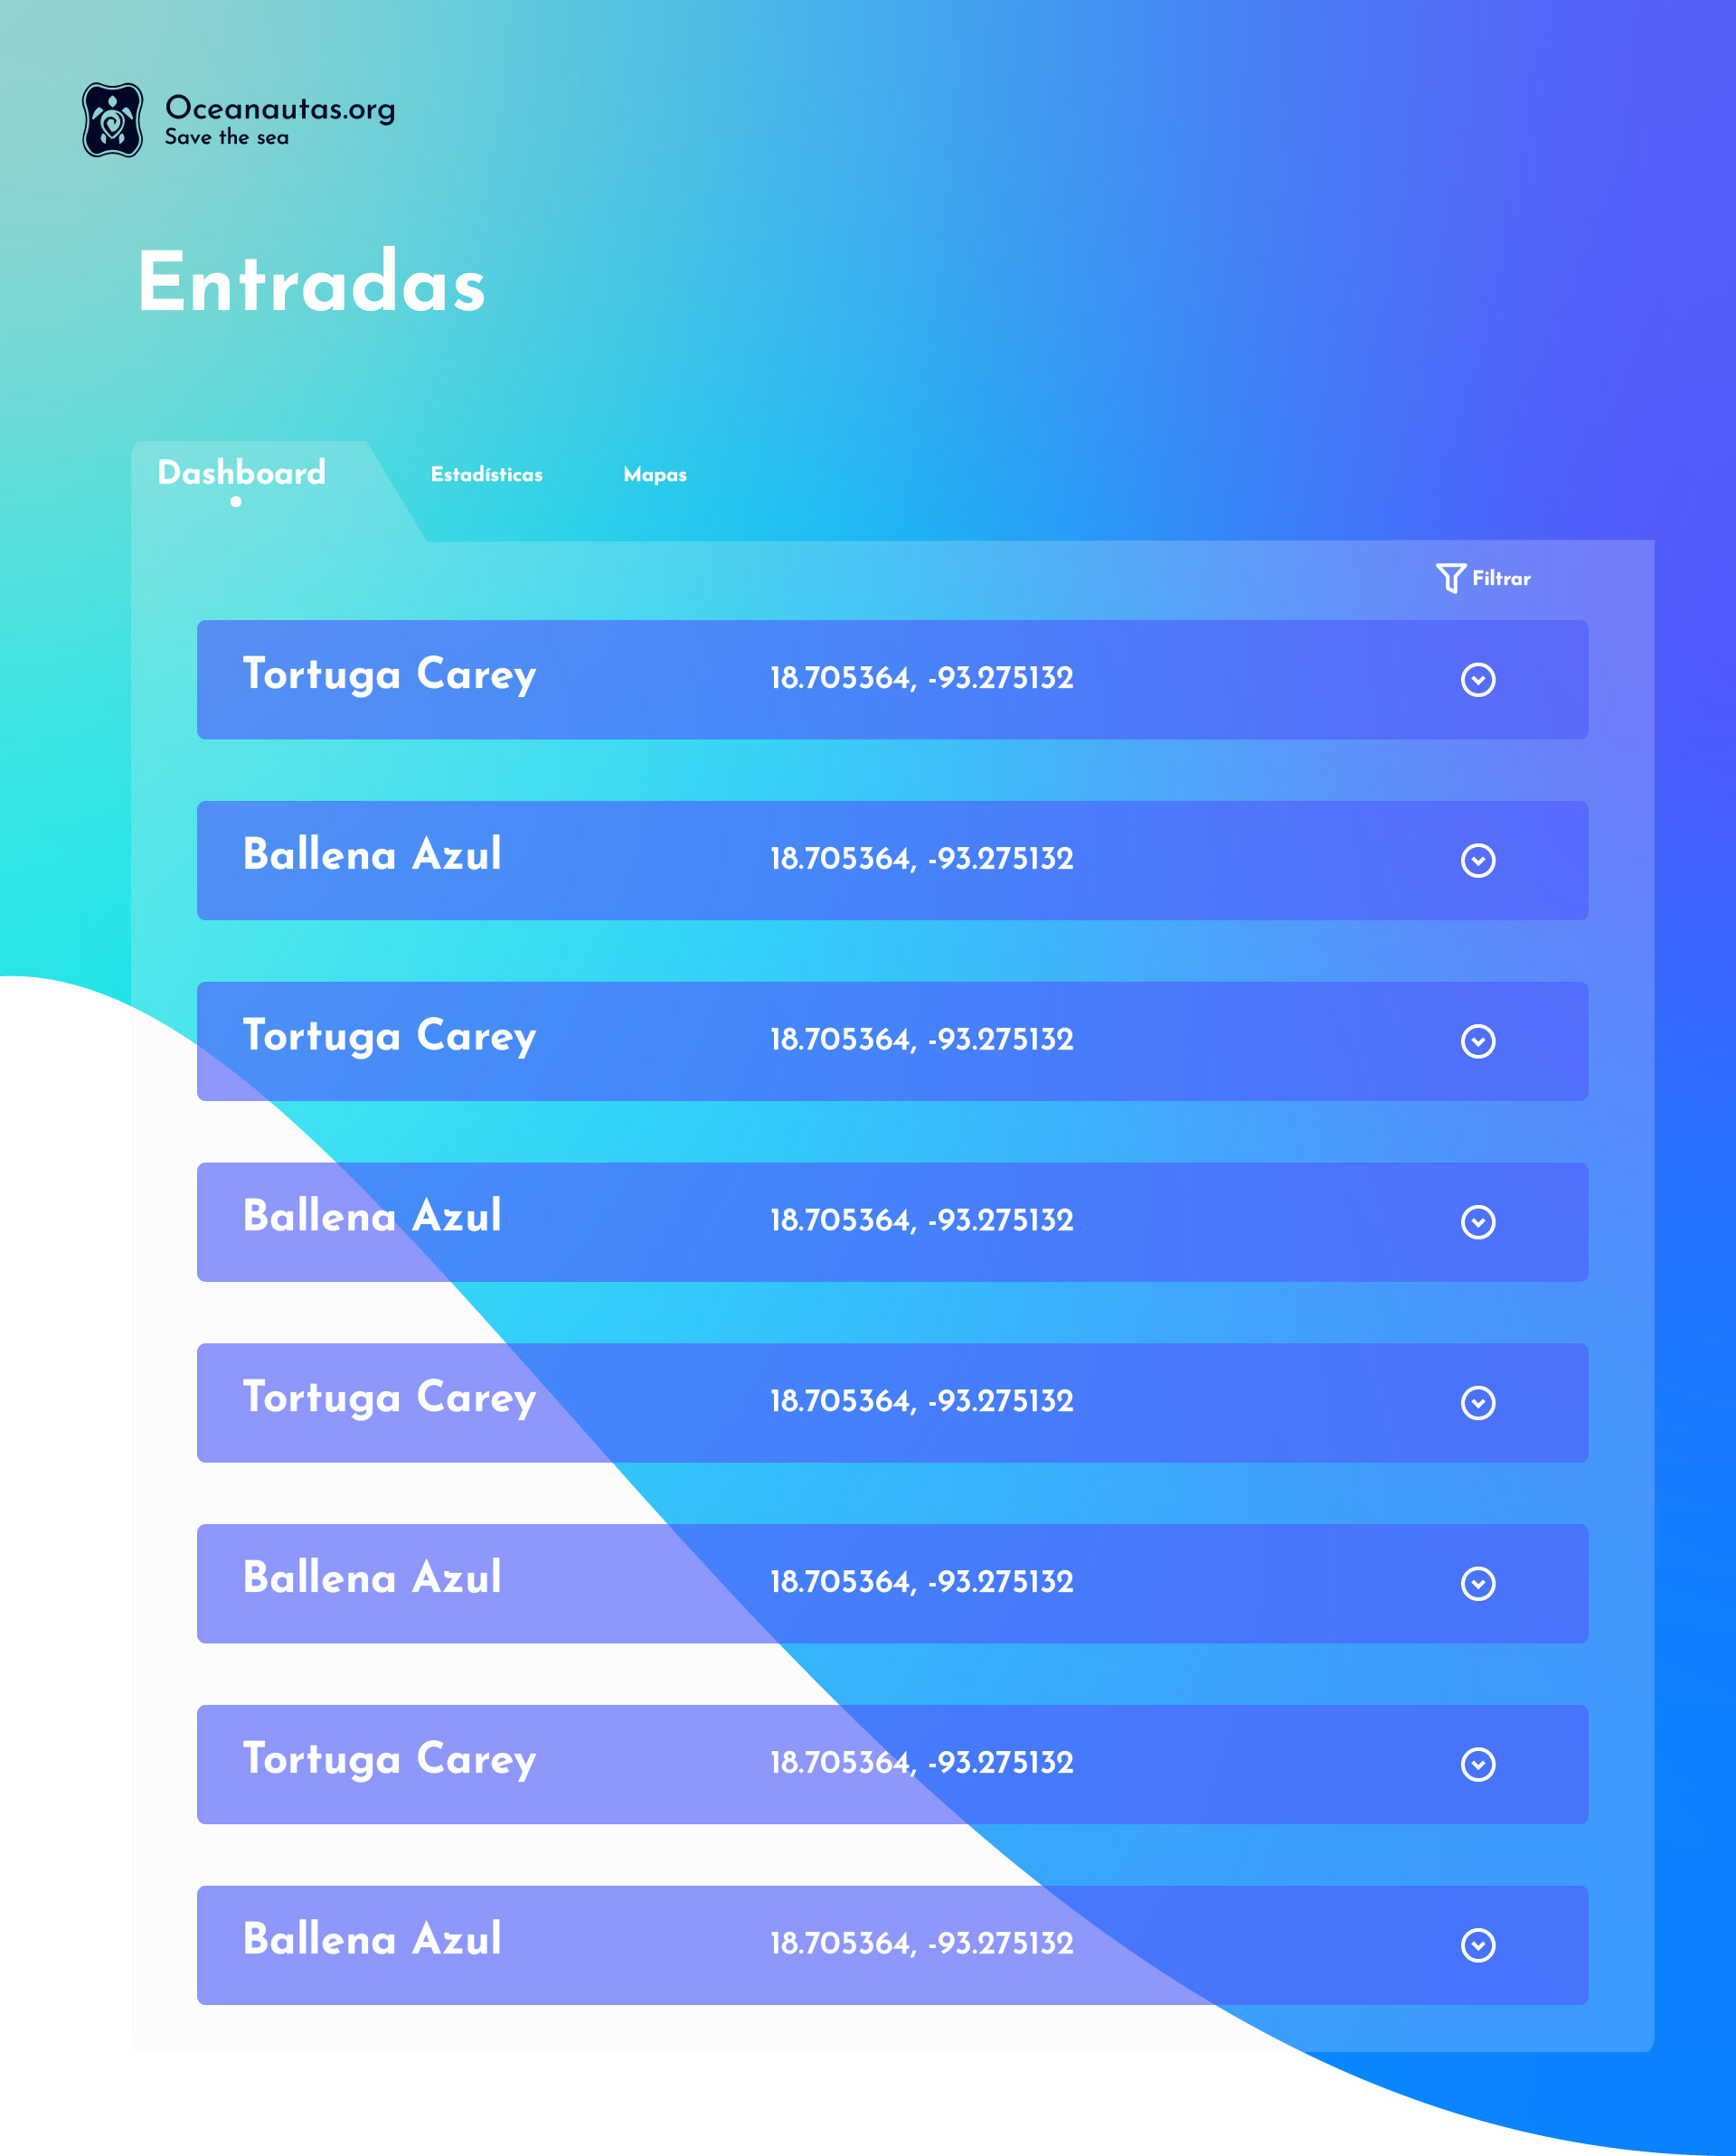 Oceanautas.org
Save the sea
Entradas
Dashboard Estadísticas Mapas
Filtrar
Tortuga Carey 18.705364, -93.275132
Ballena Azul 18.705364, -93.275132
Tortuga Carey 18.705364, -93.275132
Ballena Azul 18.705364, -93.275132
Tortuga Carey 18.705364, -93.275132
Ballena Azul 18.705364, -93.275132
Tortuga Carey 18.705364, -93.275132
Ballena Azul 18.705364, -93.275132